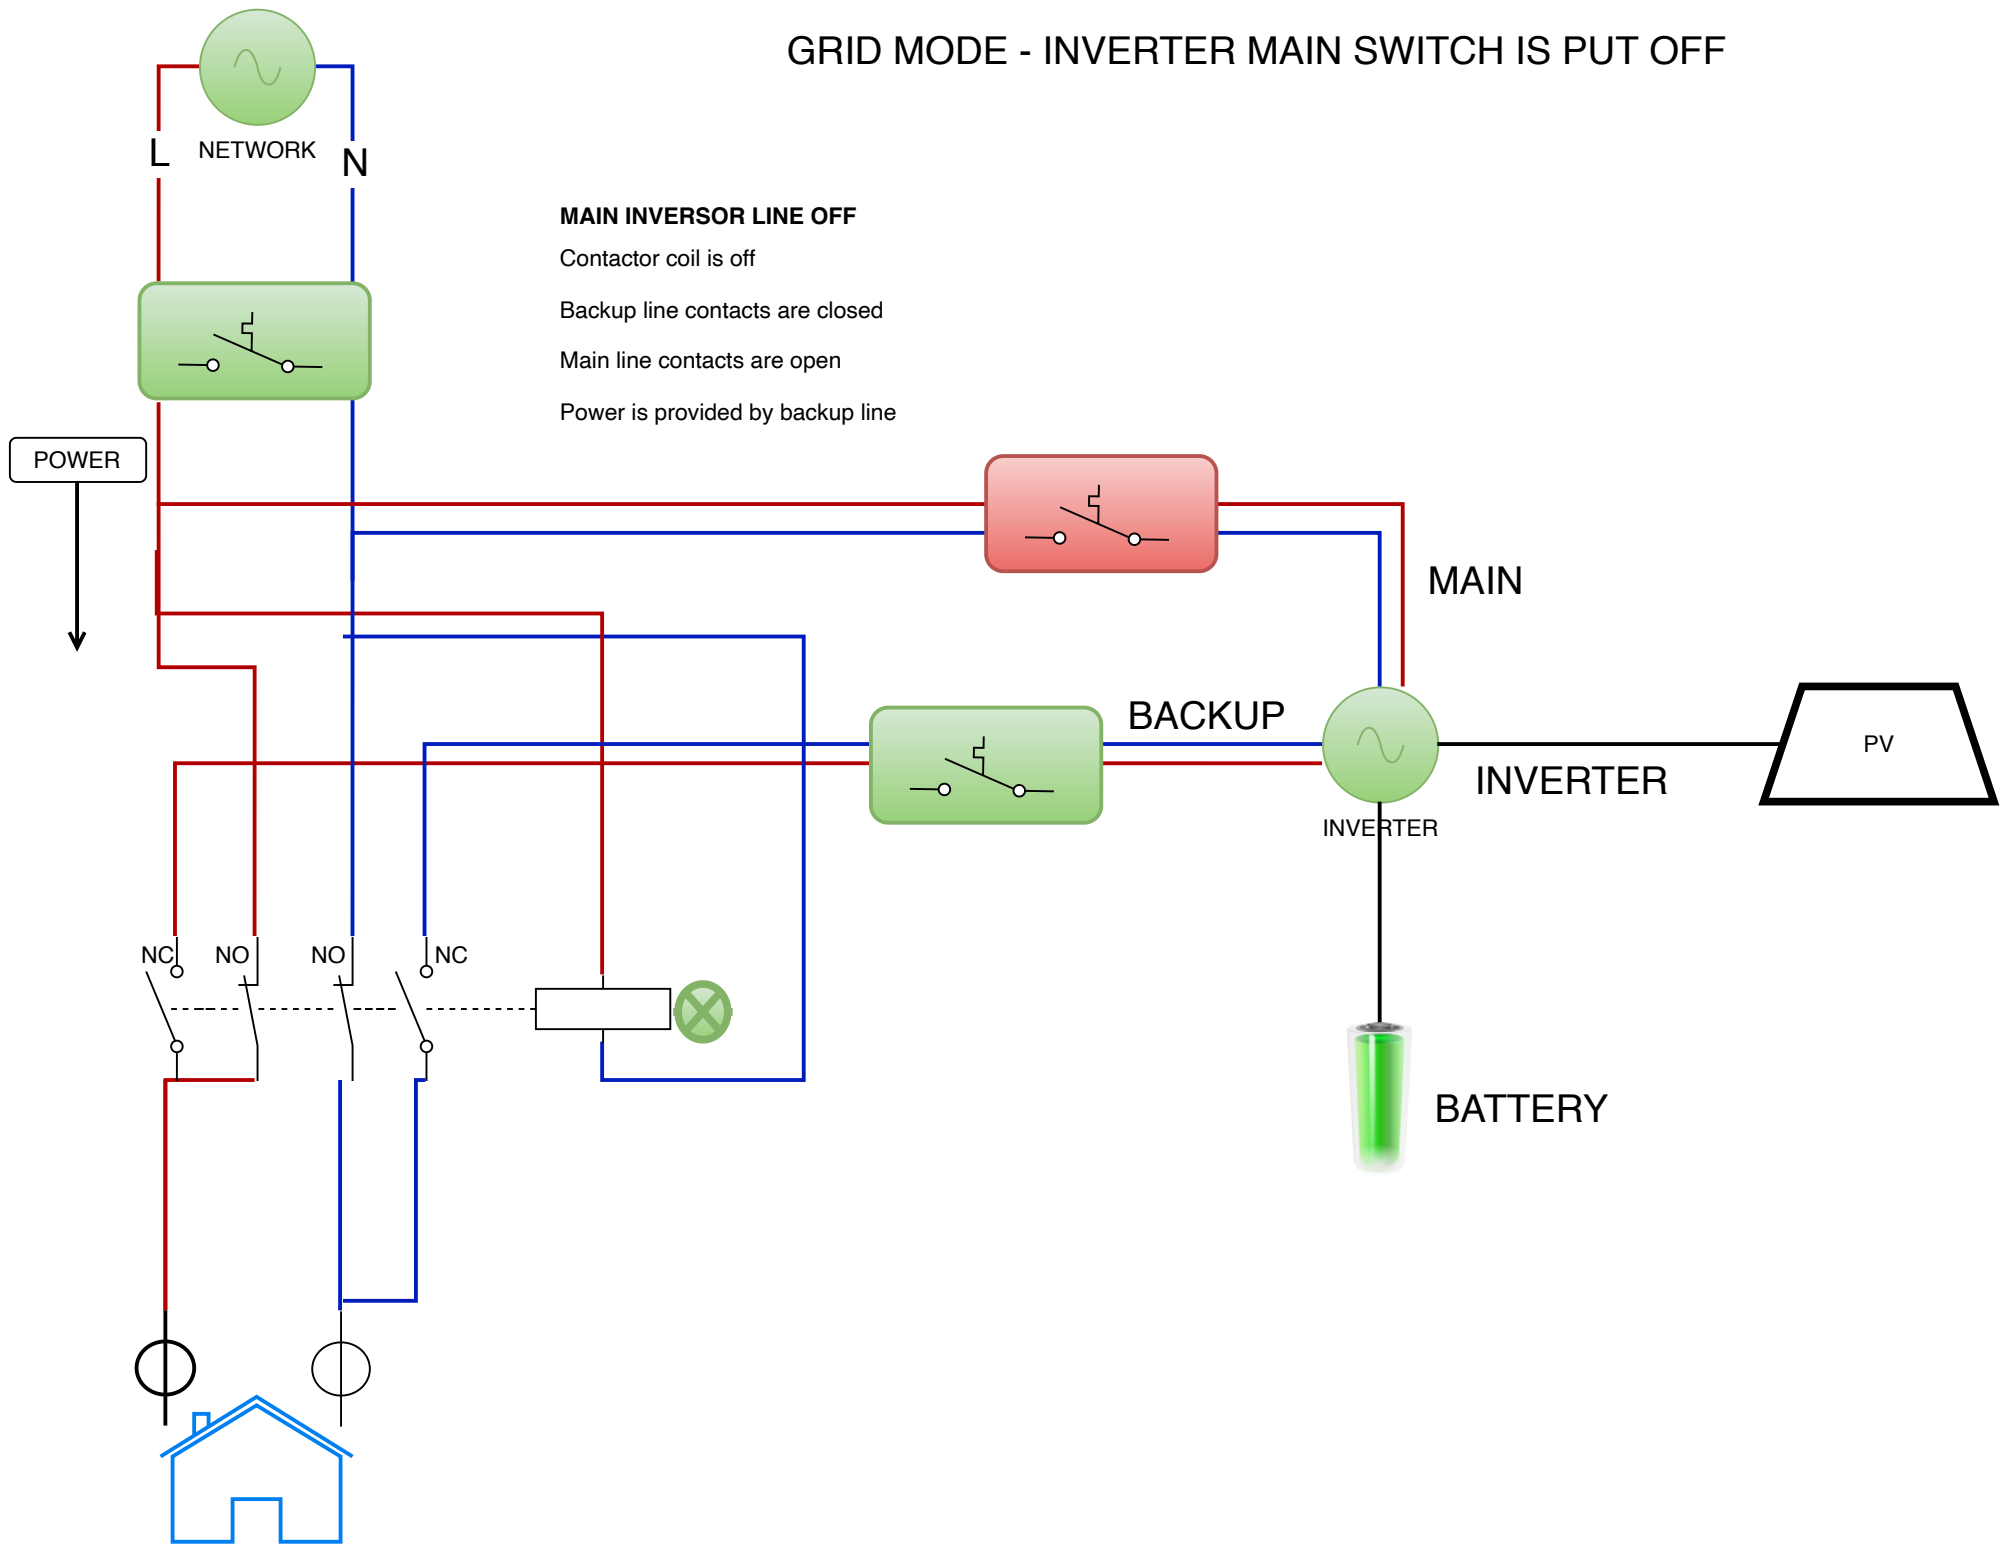 GRID MODE - INVERTER MAIN SWITCH IS PUT OFF
L
NETWORK
N
MAIN INVERSOR LINE OFF
Contactor coil is off
Backup line contacts are closed
Main line contacts are open
Power is provided by backup line
POWER
MAIN
BACKUP
PV
INVERTER
INVERTER
NC
NO
NO
NC
BATTERY